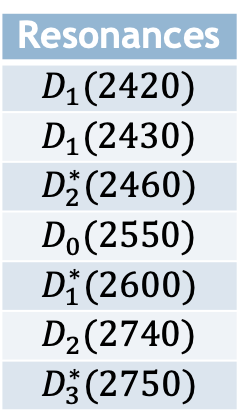 Resonances
D₁(2420)
D₁(2430)
D₂*(2460)
D₀(2550)
D₁*(2600)
D₂(2740)
D₃*(2750)